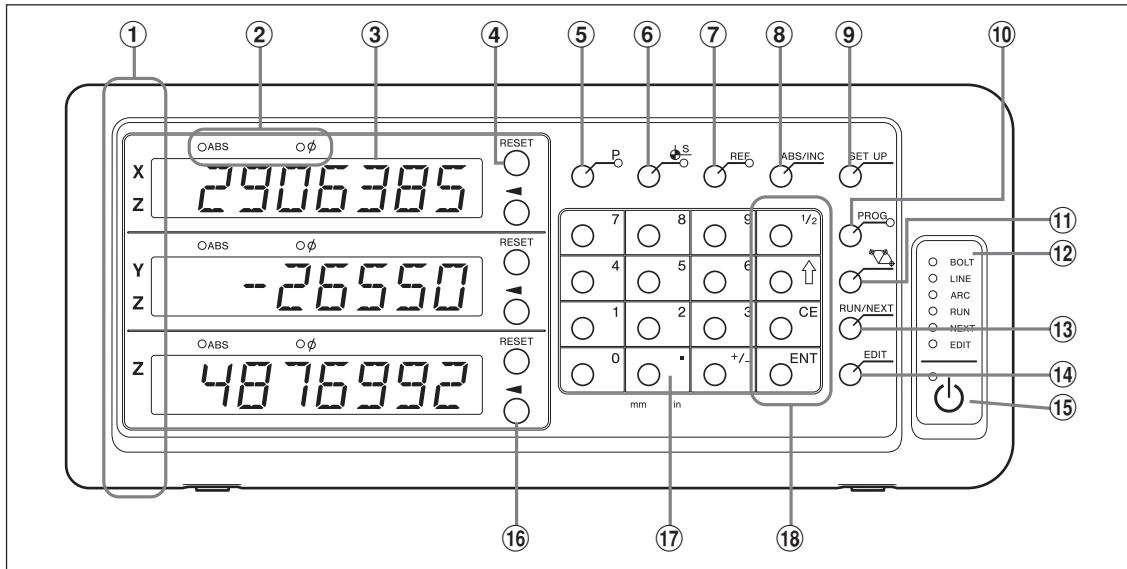 ① ② ③ ④ ⑤ ⑥ ⑦ ⑧ ⑨ ⑩
ABS ϕ RESET
X
Z
2906385
P S REF ABS/INC SET UP
PROG
⑪
ABS ϕ RESET
Y
Z
-26550
7 8 9 1/2
4 5 6 ⇧
1 2 3 CE
0 . +/- ENT
mm in
RUN/NEXT
⑬
EDIT
⑭
BOLT ⑫
LINE
ARC
RUN
NEXT
EDIT
⑮
ABS ϕ RESET
Z
4876992
⑯ ⑰ ⑱